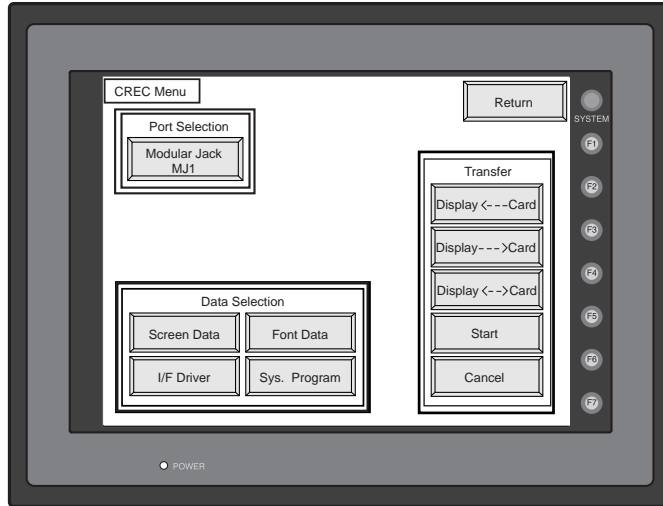 CREC Menu
Return
Port Selection
Modular Jack
MJ1
Transfer
Display <---Card
Display--->Card
Display <-->Card
Start
Cancel
Data Selection
Screen Data
Font Data
I/F Driver
Sys. Program
SYSTEM
F1
F2
F3
F4
F5
F6
F7
POWER